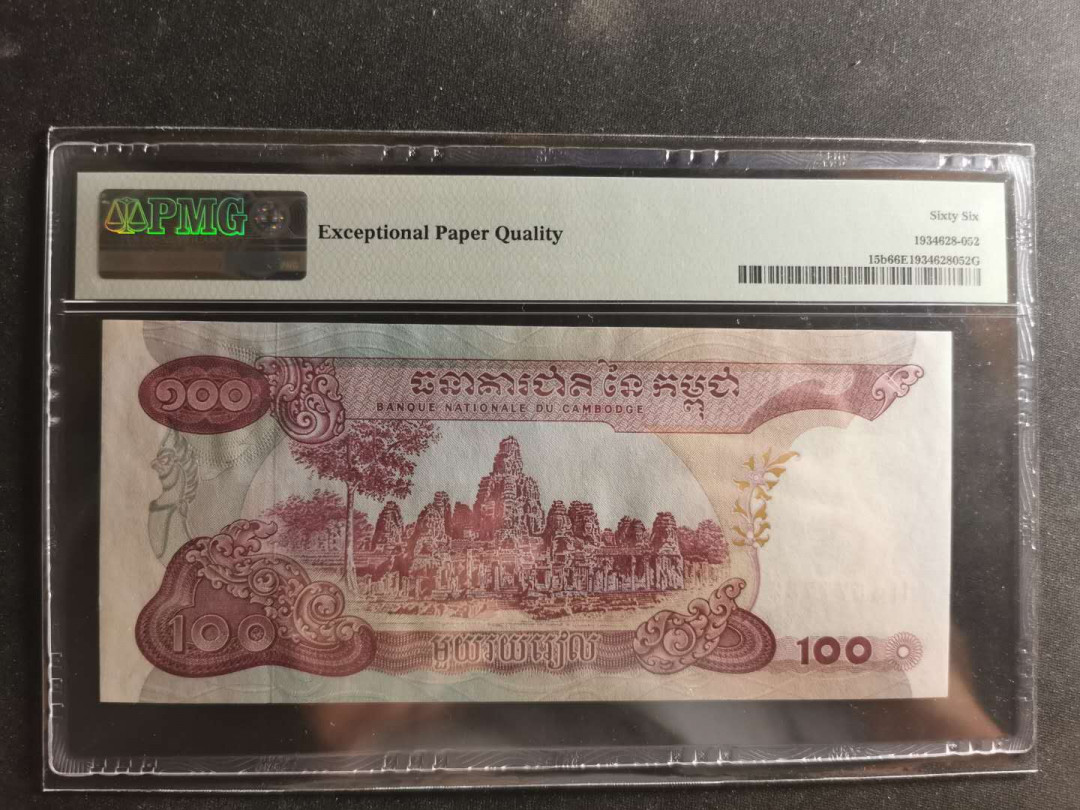 PMG
Exceptional Paper Quality
Sixty Six
1934628-052
15b66E1934628052G
១០០
ធនាគារជាតិ នៃ កម្ពុជា
BANQUE NATIONALE DU CAMBODGE
100
មួយរយរៀល
100